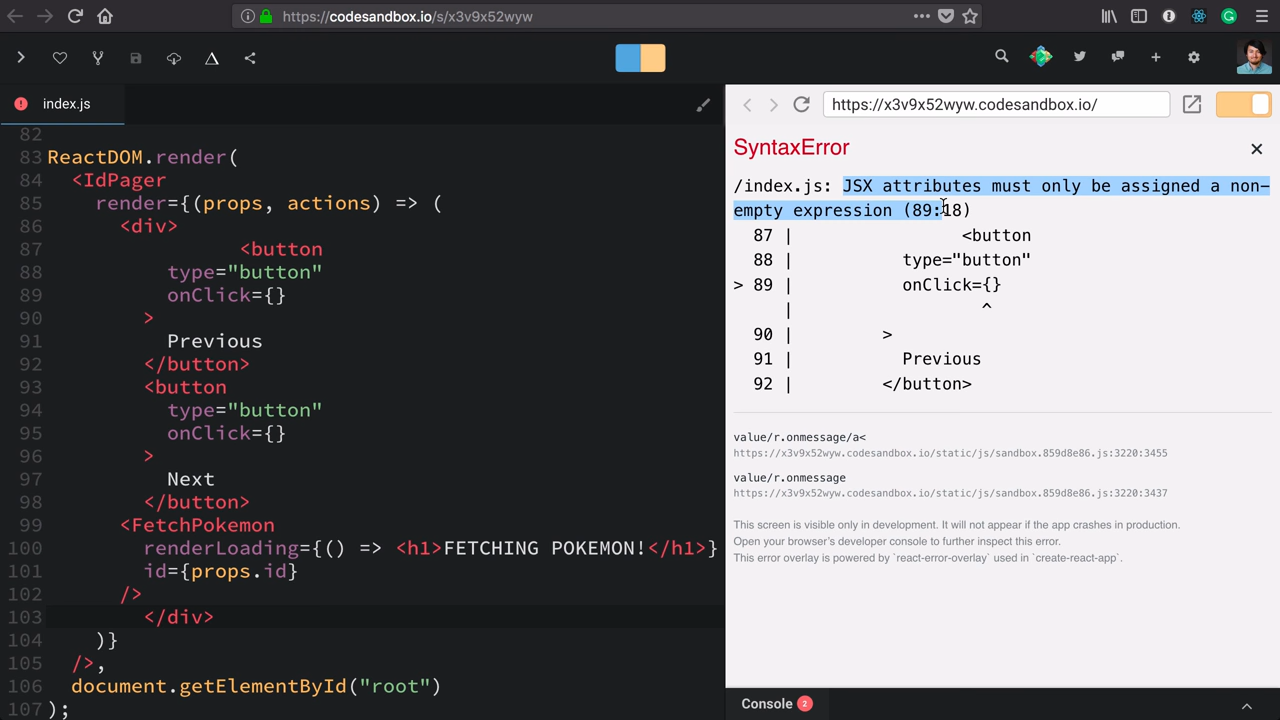 https://codesandbox.io/s/x3v9x52wyw
index.js
82
83 ReactDOM.render(
84 <IdPager
85 render={(props, actions) => (
86 <div>
87 <button
88 type="button"
89 onClick={}
90 >
91 Previous
92 </button>
93 <button
94 type="button"
95 onClick={}
96 >
97 Next
98 </button>
99 <FetchPokemon
100 renderLoading={() => <h1>FETCHING POKEMON!</h1>}
101 id={props.id}
102 />
103 </div>
104 )}
105 />,
106 document.getElementById("root")
107 );
https://x3v9x52wyw.codesandbox.io/
SyntaxError
/index.js: JSX attributes must only be assigned a non-
empty expression (89:18)
87 | <button
88 | type="button"
> 89 | onClick={}
| ^
90 | >
91 | Previous
92 | </button>
value/r.onmessage/a<
https://x3v9x52wyw.codesandbox.io/static/js/sandbox.859d8e86.js:3220:3455
value/r.onmessage
https://x3v9x52wyw.codesandbox.io/static/js/sandbox.859d8e86.js:3220:3437
This screen is visible only in development. It will not appear if the app crashes in production.
Open your browser's developer console to further inspect this error.
This error overlay is powered by `react-error-overlay` used in `create-react-app`.
Console 2